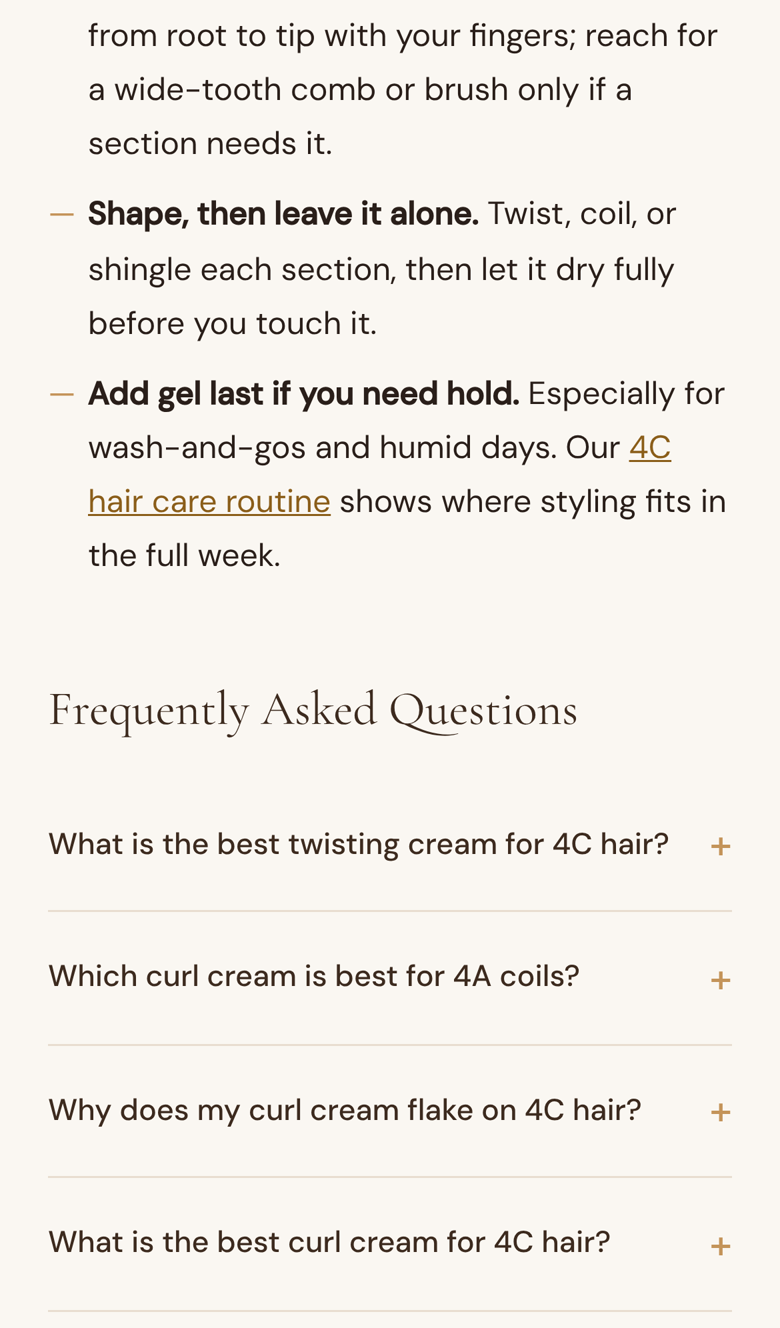 from root to tip with your fingers; reach for
a wide-tooth comb or brush only if a
section needs it.
— Shape, then leave it alone. Twist, coil, or
shingle each section, then let it dry fully
before you touch it.
— Add gel last if you need hold. Especially for
wash-and-gos and humid days. Our 4C
hair care routine shows where styling fits in
the full week.
Frequently Asked Questions
What is the best twisting cream for 4C hair? +
Which curl cream is best for 4A coils? +
Why does my curl cream flake on 4C hair? +
What is the best curl cream for 4C hair? +